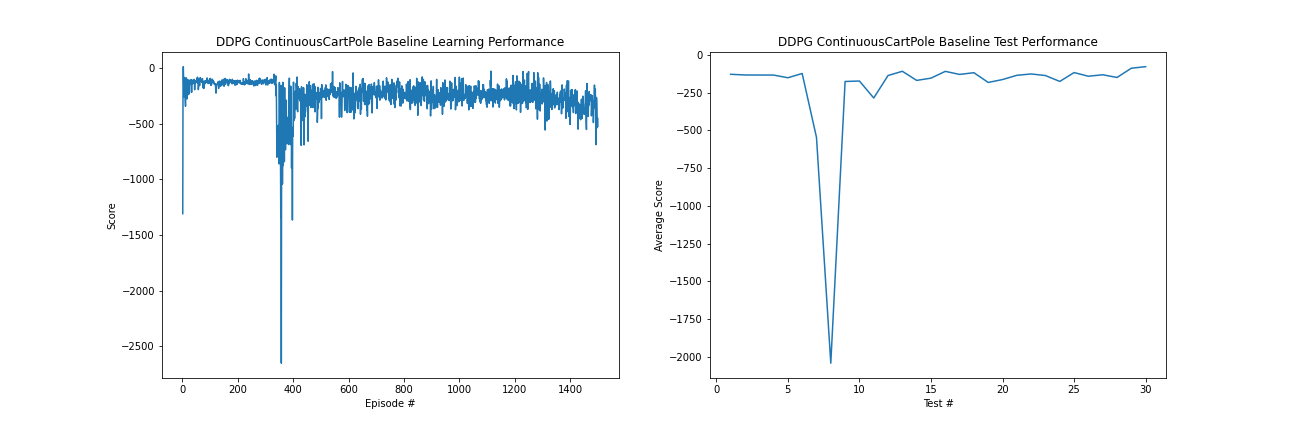 DDPG ContinuousCartPole Baseline Learning Performance
0
−500
−1000
−1500
−2000
−2500
Score
0 200 400 600 800 1000 1200 1400
Episode #
DDPG ContinuousCartPole Baseline Test Performance
0
−250
−500
−750
−1000
−1250
−1500
−1750
−2000
Average Score
0 5 10 15 20 25 30
Test #